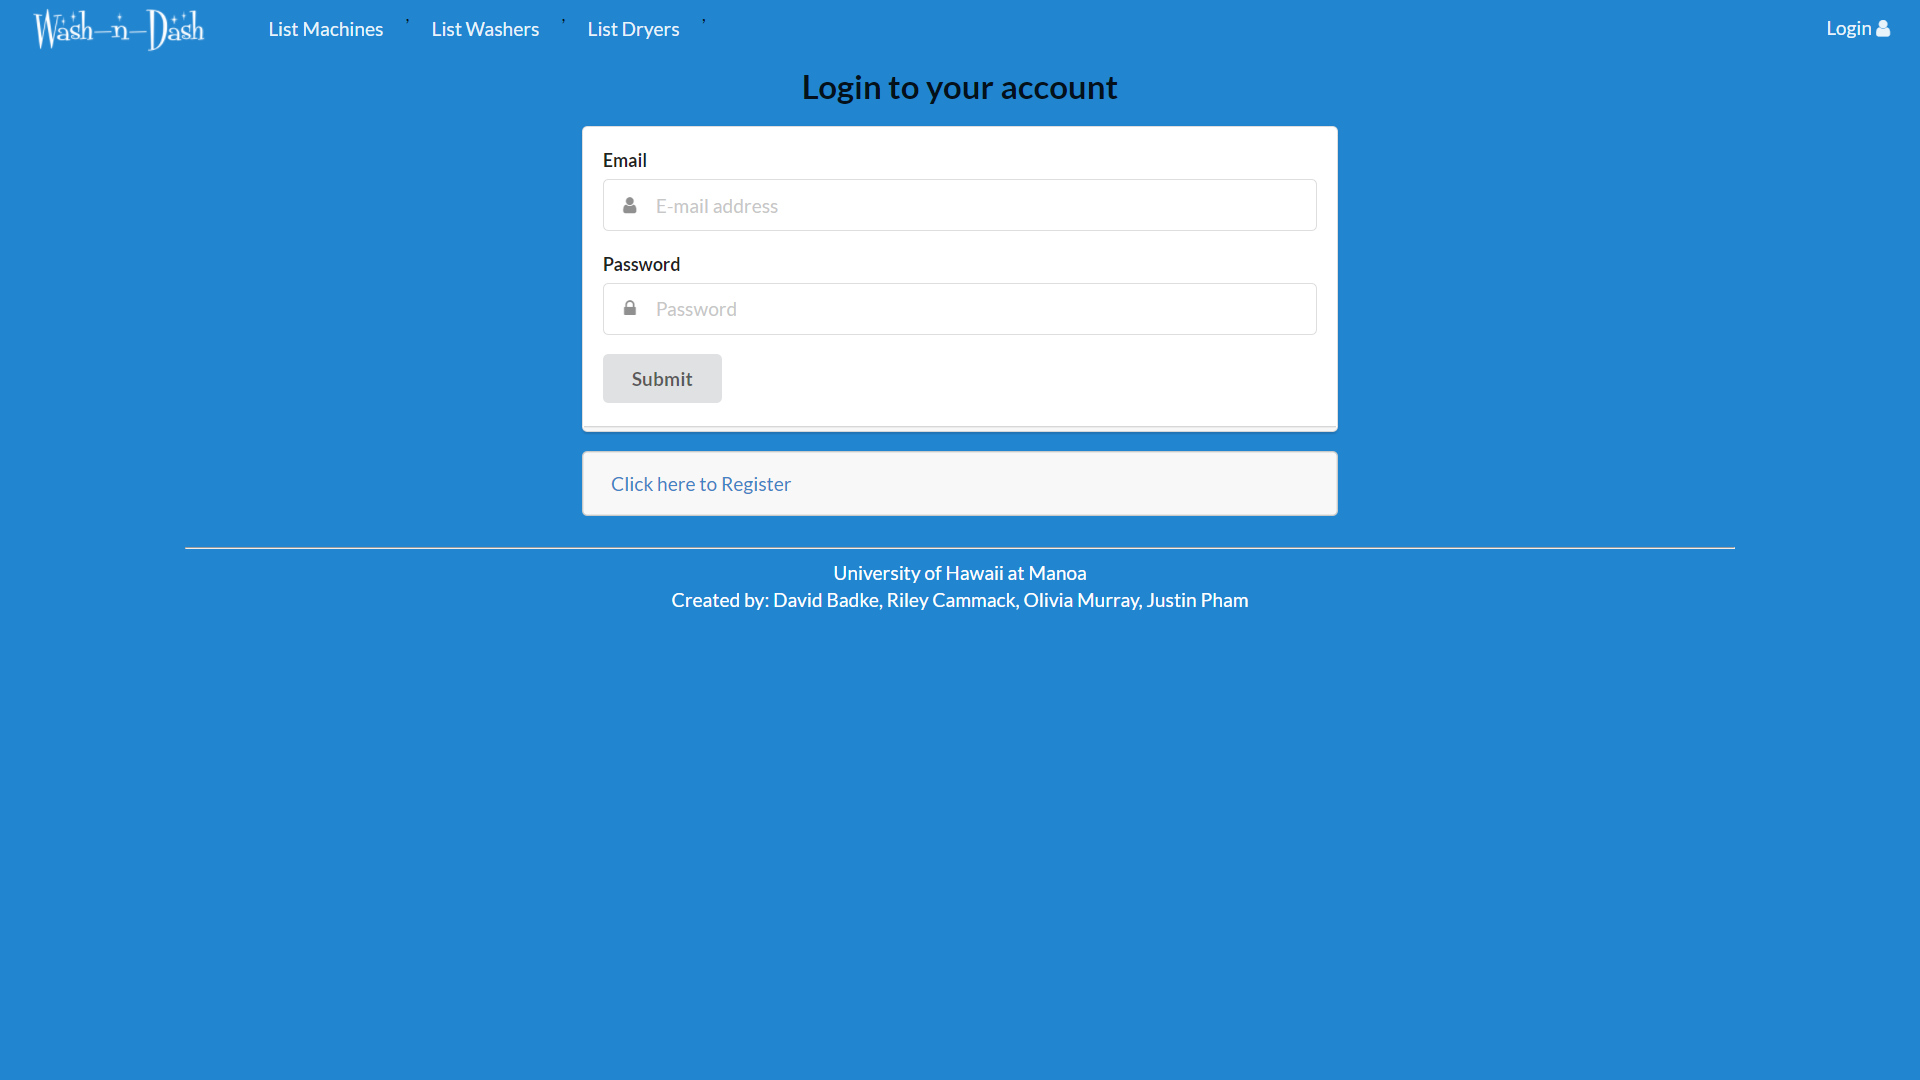 Wash-n-Dash List Machines , List Washers , List Dryers , Login
Login to your account
Email
E-mail address
Password
Password
Submit
Click here to Register
University of Hawaii at Manoa
Created by: David Badke, Riley Cammack, Olivia Murray, Justin Pham